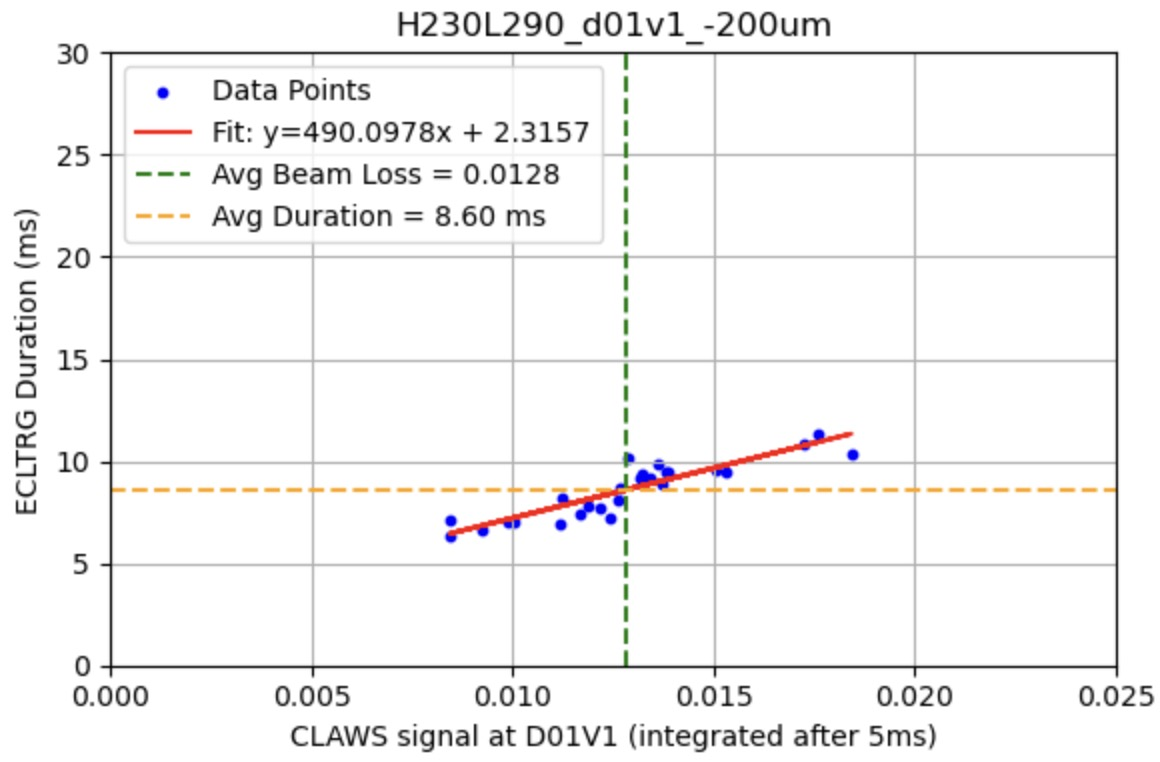 H230L290_d01v1_-200um
30
25
20
15
10
5
0
ECLTRG Duration (ms)
Data Points
Fit: y=490.0978x + 2.3157
Avg Beam Loss = 0.0128
Avg Duration = 8.60 ms
0.000 0.005 0.010 0.015 0.020 0.025
CLAWS signal at D01V1 (integrated after 5ms)